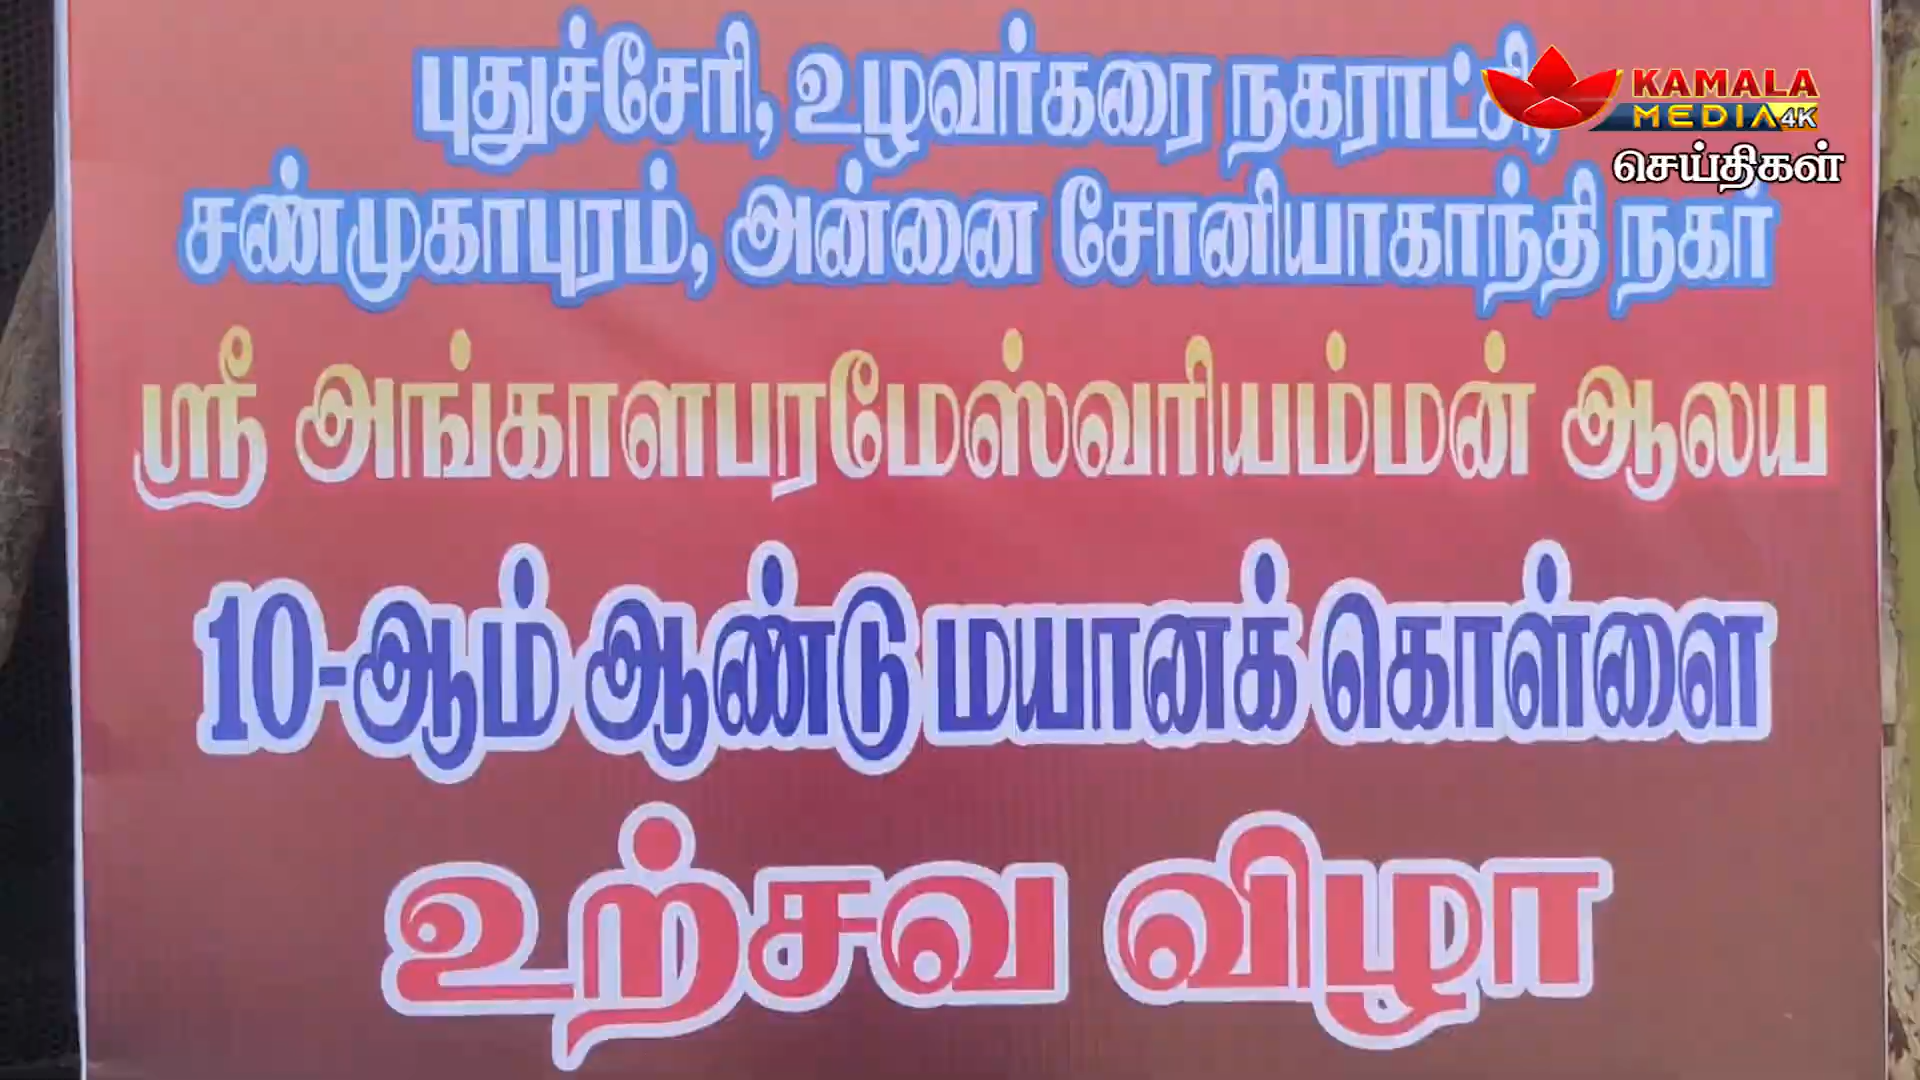 புதுச்சேரி, உழவர்கரை நகராட்சி,
சண்முகாபுரம், அன்னை சோனியாகாந்தி நகர்
ஸ்ரீ அங்காளபரமேஸ்வரியம்மன் ஆலய
10-ஆம் ஆண்டு மயானக் கொள்ளை
உற்சவ விழா
KAMALA
MEDIA 4K
செய்திகள்